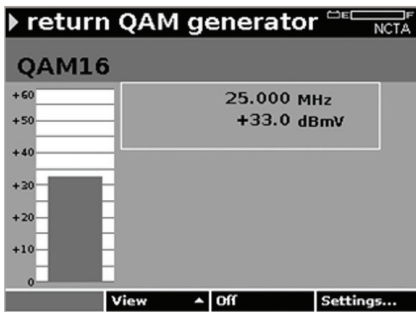 return QAM generator E F
NCTA
QAM16
+60
+50
+40
+30
+20
+10
0
25.000 MHz
+33.0 dBmV
View Off Settings...